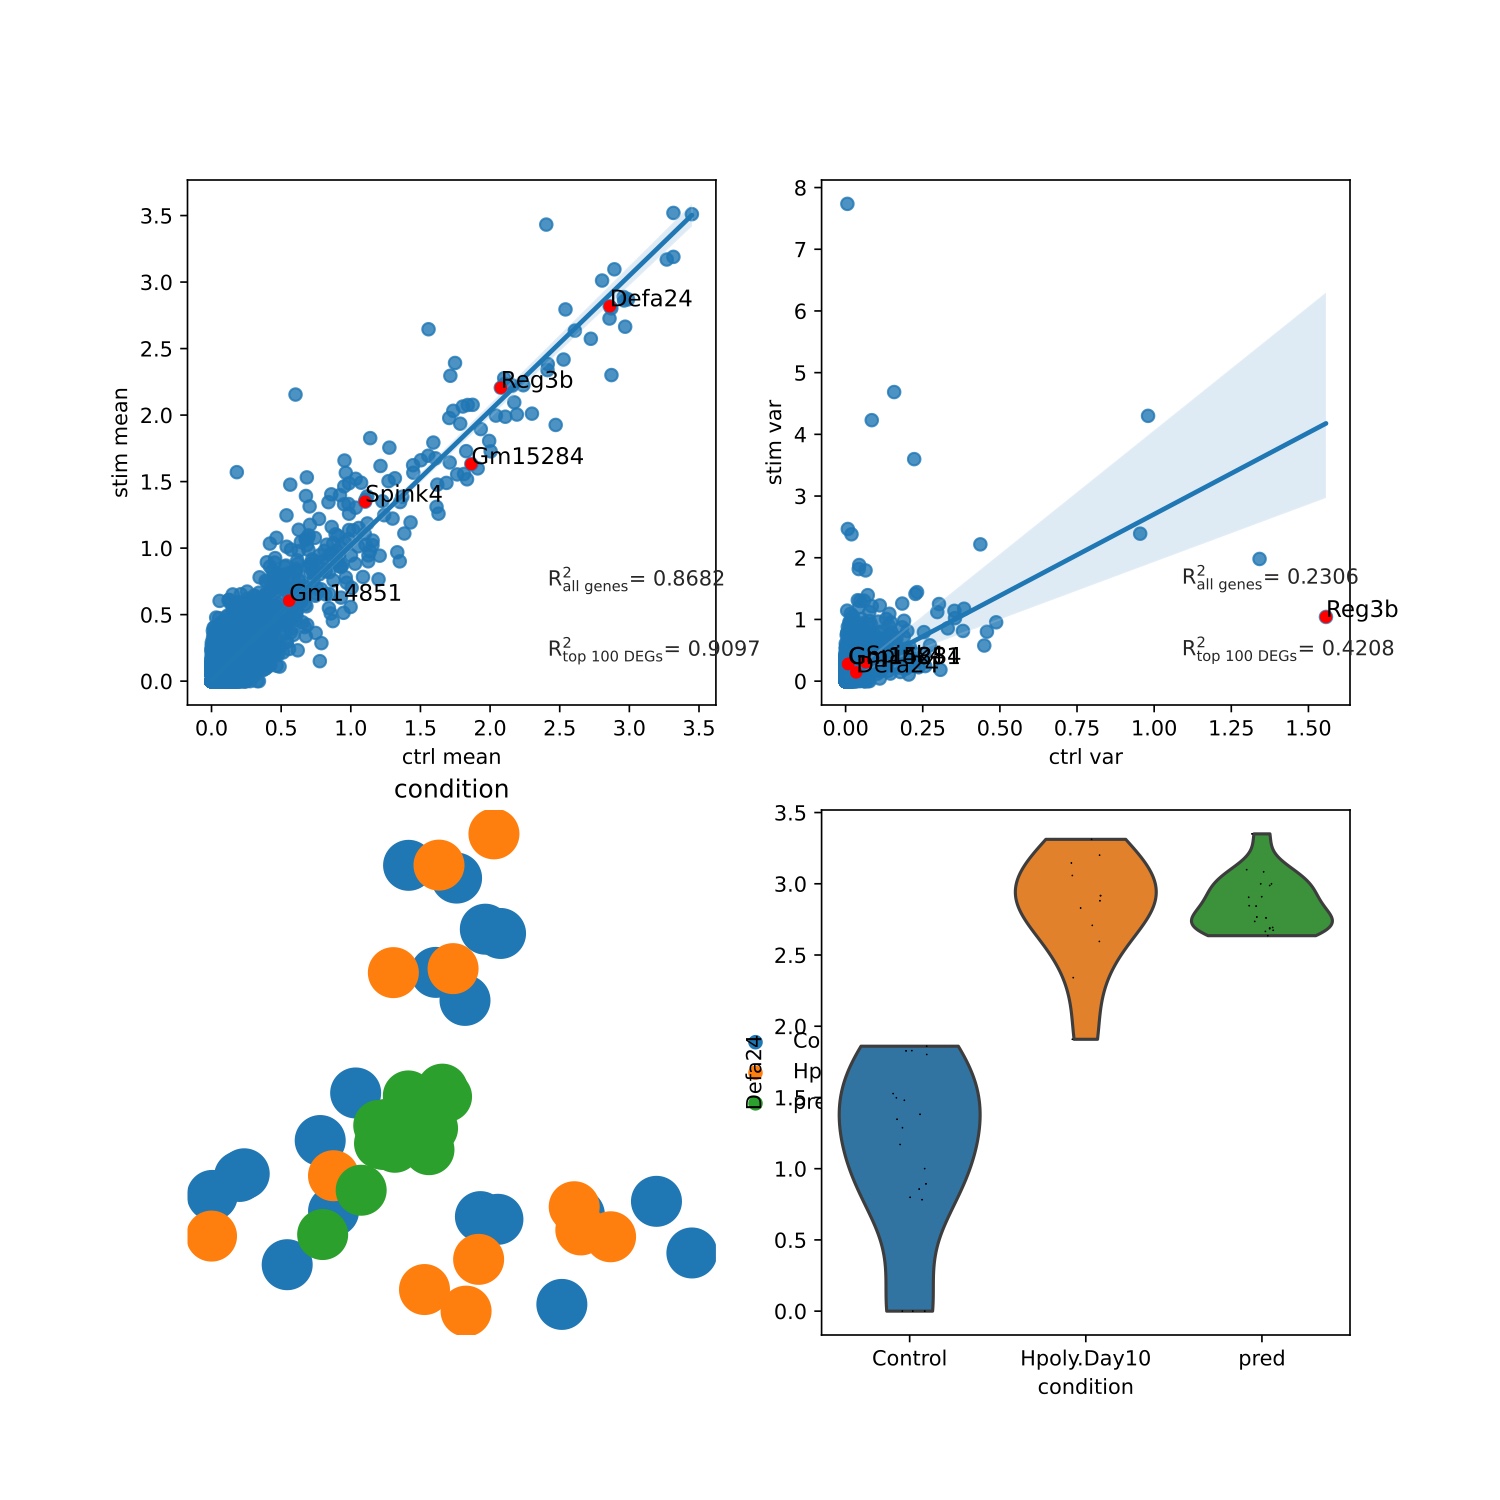 3.5
3.0
2.5
2.0
1.5
1.0
0.5
0.0
stim mean
Defa24
Reg3b
Gm15284
Spink4
Gm14851
R²all genes= 0.8682
R²top 100 DEGs= 0.9097
0.0 0.5 1.0 1.5 2.0 2.5 3.0 3.5
ctrl mean
8
7
6
5
4
3
2
1
0
stim var
R²all genes= 0.2306
Reg3b
R²top 100 DEGs= 0.4208
Defa24
0.00 0.25 0.50 0.75 1.00 1.25 1.50
ctrl var
condition
Co
Hp
pre
3.5
3.0
2.5
2.0
1.5
1.0
0.5
0.0
Defa24
Control Hpoly.Day10 pred
condition